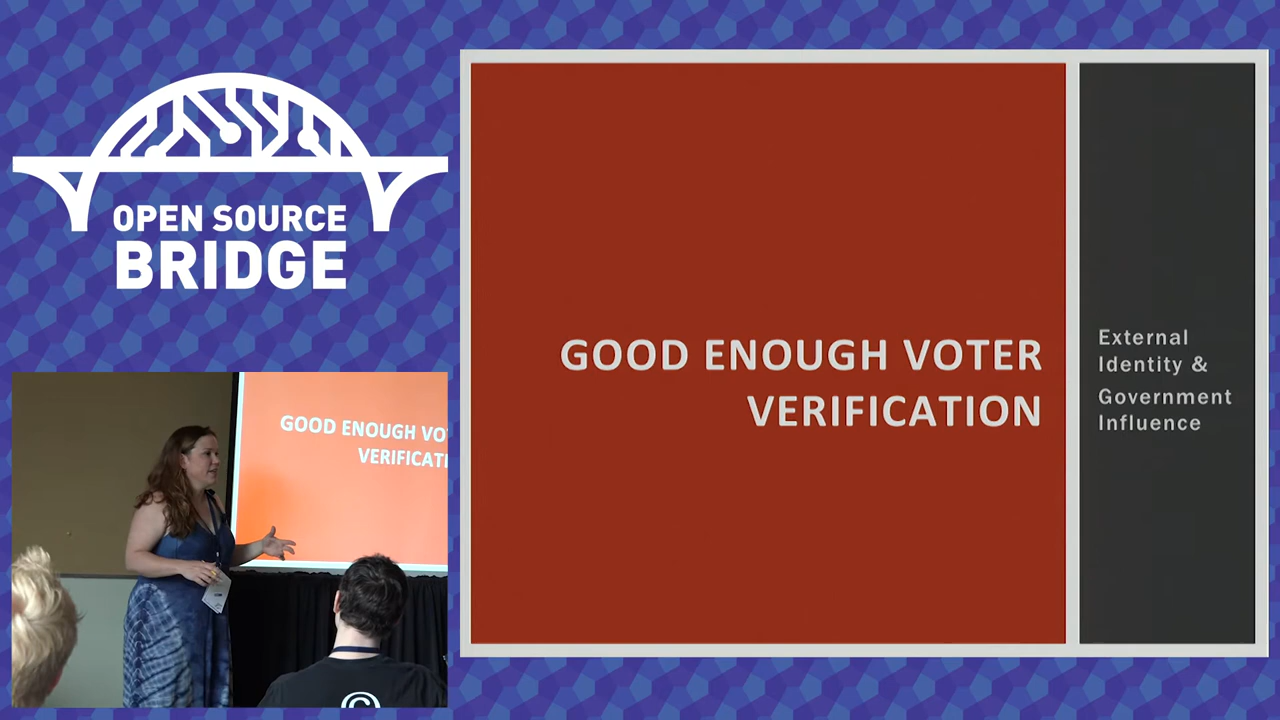 OPEN SOURCE
BRIDGE
GOOD ENOUGH VOTER
VERIFICATION
External
Identity &
Government
Influence
GOOD ENOUGH VO
VERIFICATI
©